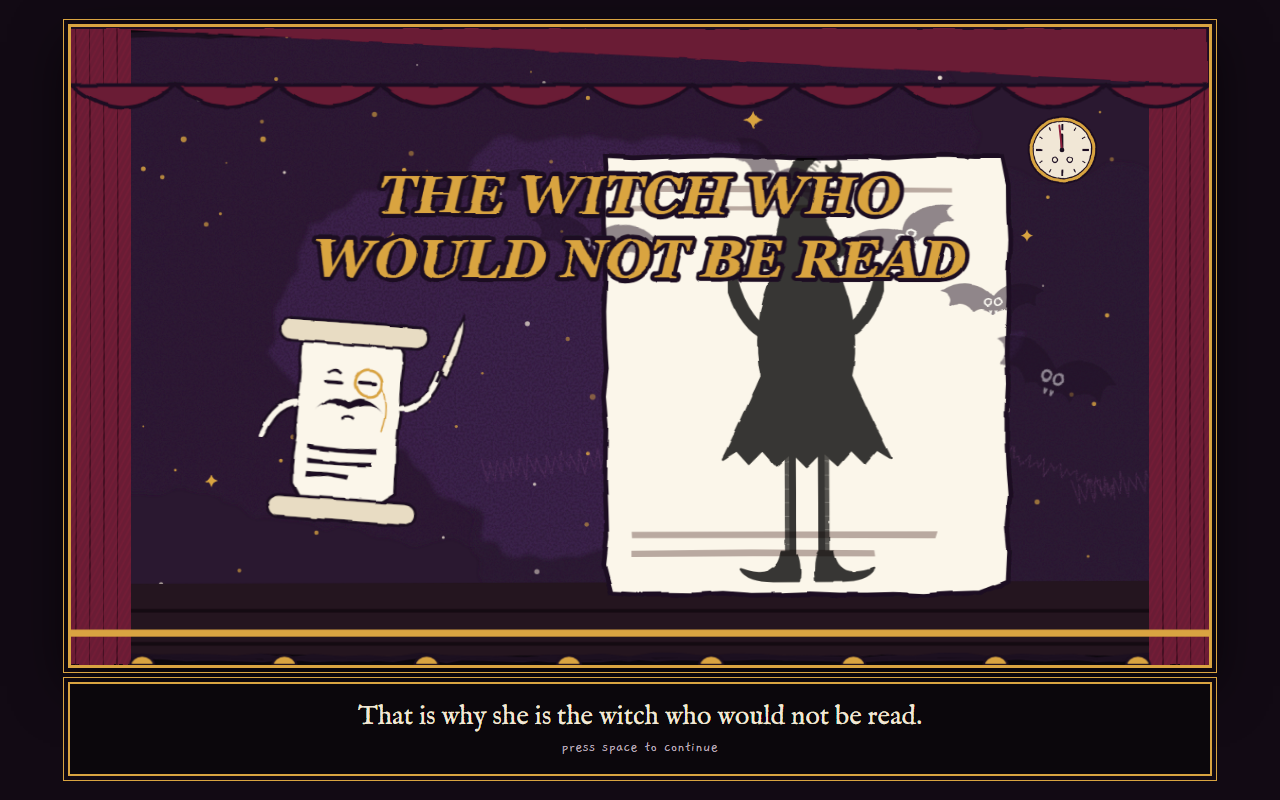 THE WITCH WHO
WOULD NOT BE READ
That is why she is the witch who would not be read.
press space to continue